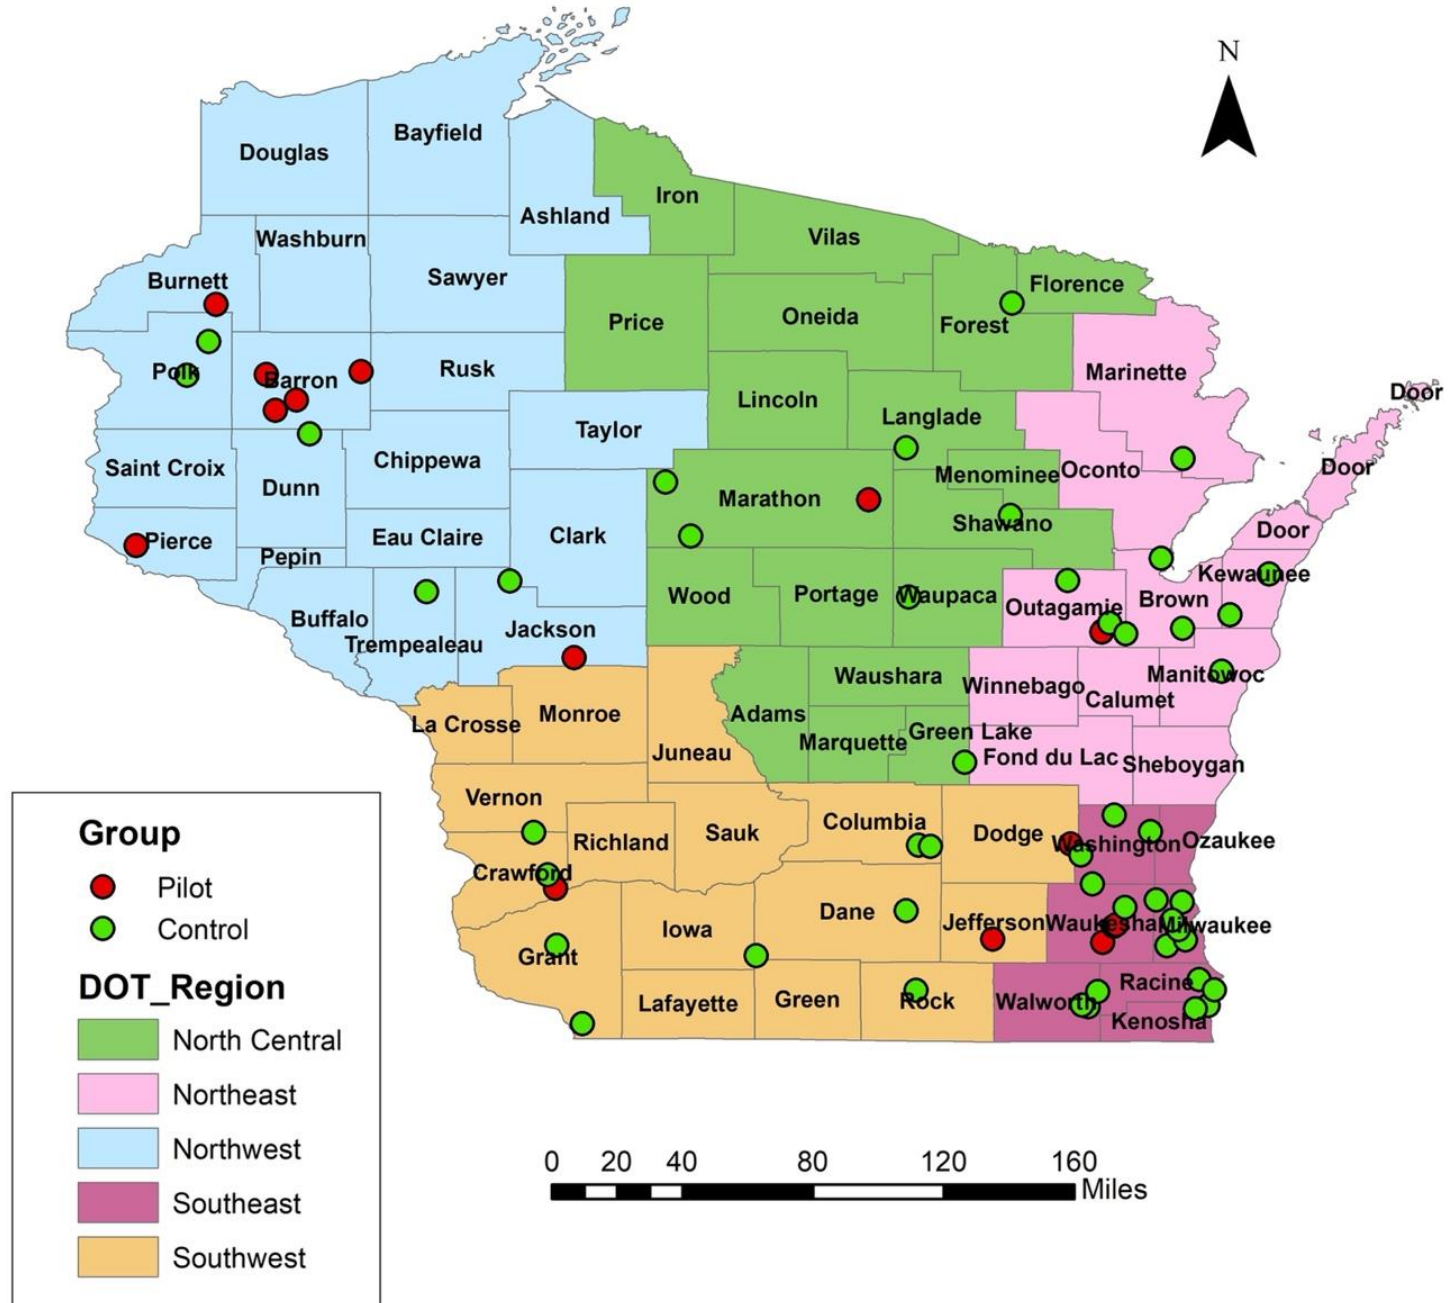 N
Bayfield
Douglas
Iron
Ashland
Washburn
Vilas
Sawyer
Burnett
Florence
Oneida
Price
Forest
Rusk
Marinette
Polk
Barron
Door
Lincoln
Langlade
Taylor
Chippewa
Saint Croix
Door
Oconto
Menominee
Dunn
Marathon
Shawano
Door
Clark
Eau Claire
Pierce
Pepin
Kewaunee
Portage
Wood
Waupaca
Brown
Outagamie
Buffalo
Jackson
Trempealeau
Waushara
Manitowoc
Winnebago
Calumet
Adams
Monroe
La Crosse
Green Lake
Marquette
Juneau
Fond du Lac
Sheboygan
Vernon
Columbia
Sauk
Dodge
Richland
Ozaukee
Washington
Crawford
Dane
Jefferson
Waukesha
Milwaukee
Iowa
Grant
Racine
Green
Rock
Walworth
Lafayette
Kenosha
Group
Pilot
Control
DOT_Region
North Central
Northeast
Northwest
Southeast
Southwest
0 20 40 80 120 160
Miles